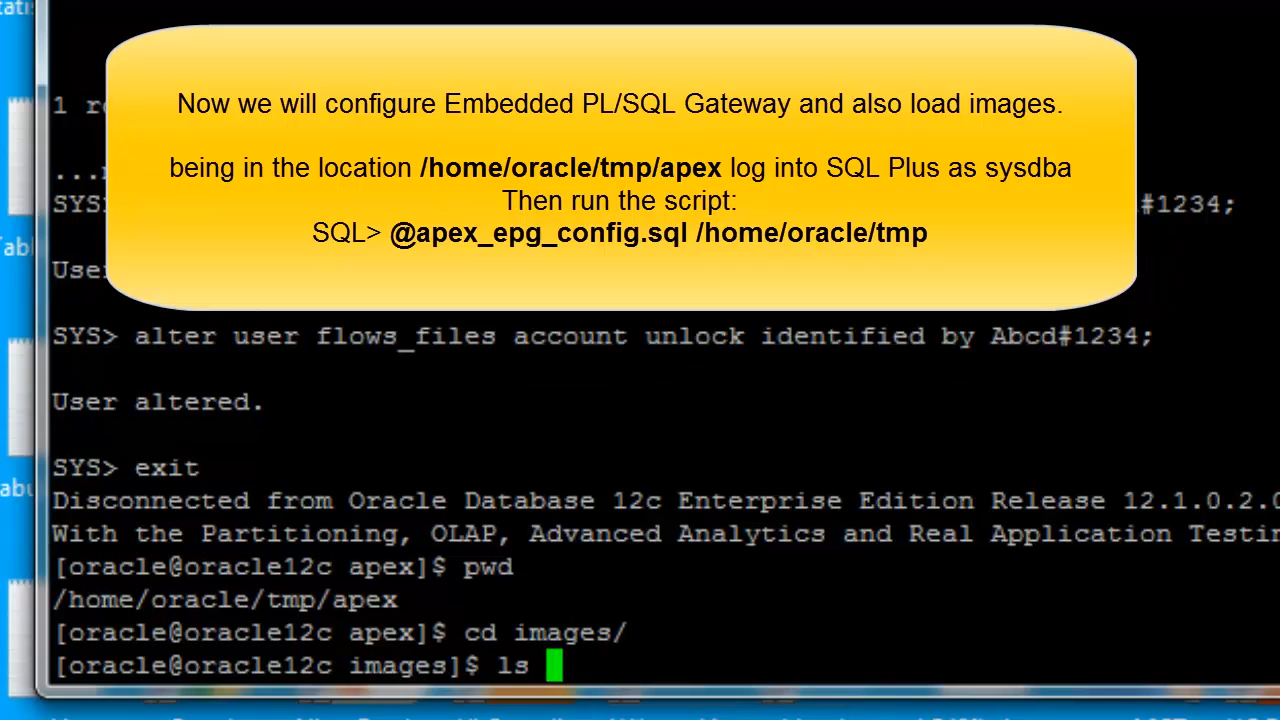 tatis
Now we will configure Embedded PL/SQL Gateway and also load images.
1 r
being in the location /home/oracle/tmp/apex log into SQL Plus as sysdba
...
Then run the script:
SYS #1234;
SQL> @apex_epg_config.sql /home/oracle/tmp
Tabl
User
SYS> alter user flows_files account unlock identified by Abcd#1234;
User altered.
SYS> exit
abu
Disconnected from Oracle Database 12c Enterprise Edition Release 12.1.0.2.0
With the Partitioning, OLAP, Advanced Analytics and Real Application Testin
[oracle@oracle12c apex]$ pwd
/home/oracle/tmp/apex
[oracle@oracle12c apex]$ cd images/
[oracle@oracle12c images]$ ls